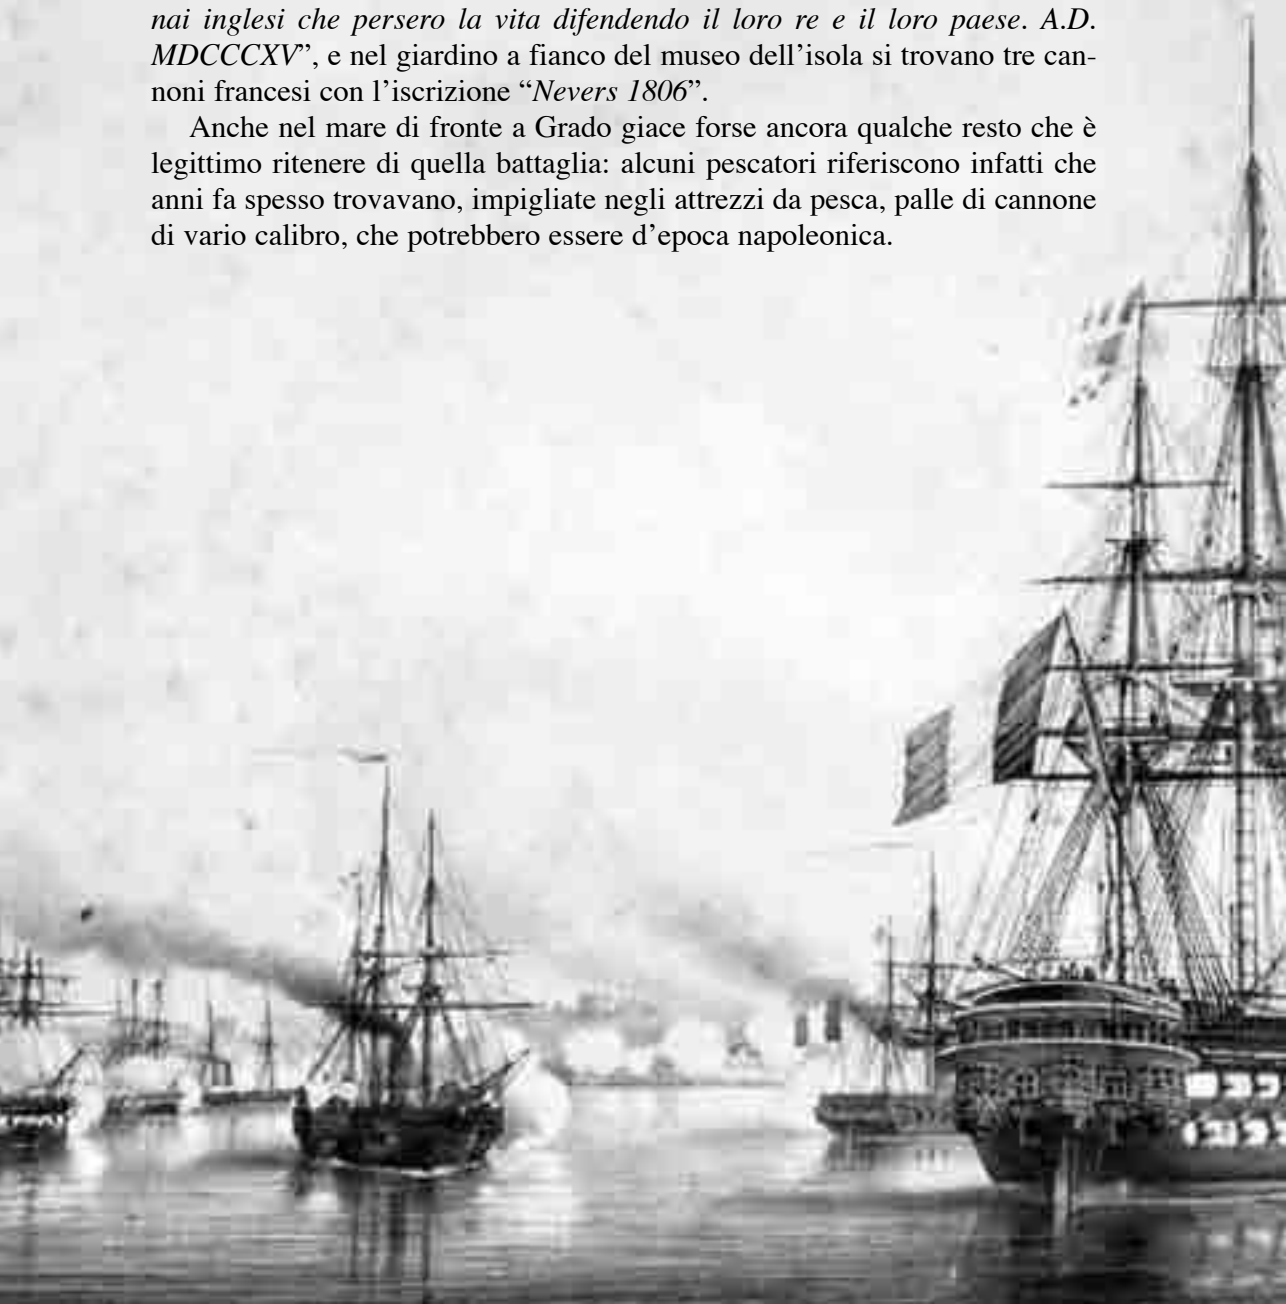 nai inglesi che persero la vita difendendo il loro re e il loro paese. A.D.
MDCCCXV”, e nel giardino a fianco del museo dell’isola si trovano tre can-
noni francesi con l’iscrizione “Nevers 1806”.
Anche nel mare di fronte a Grado giace forse ancora qualche resto che è
legittimo ritenere di quella battaglia: alcuni pescatori riferiscono infatti che
anni fa spesso trovavano, impigliate negli attrezzi da pesca, palle di cannone
di vario calibro, che potrebbero essere d’epoca napoleonica.